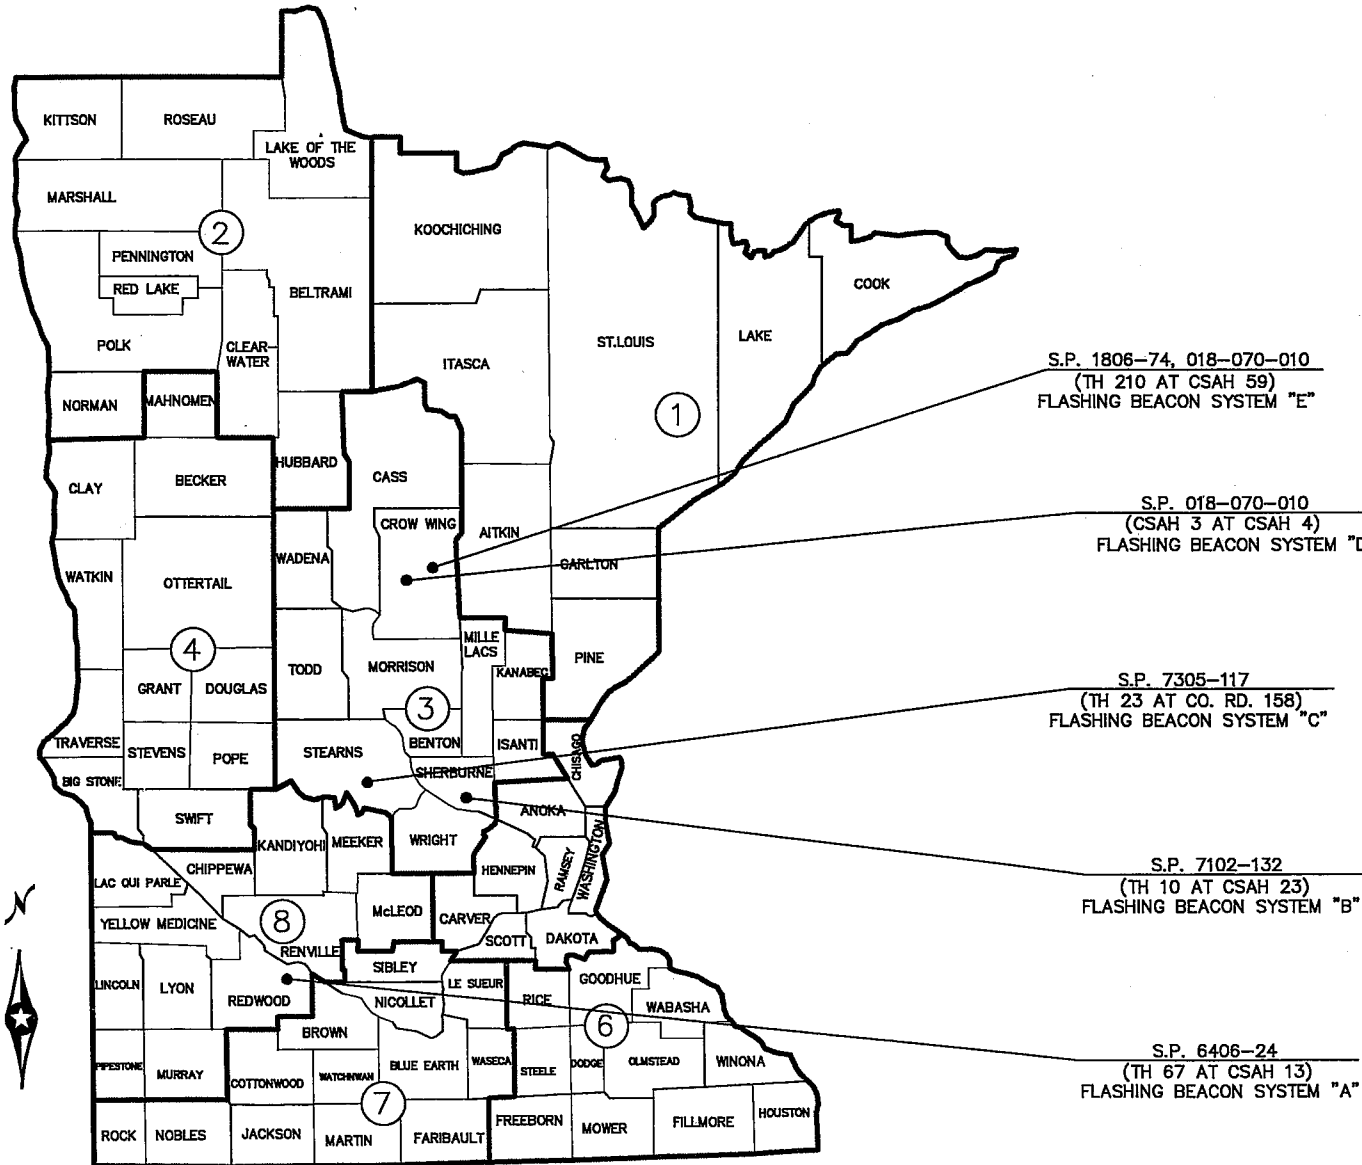 KITTSON
ROSEAU
LAKE OF THE
WOODS
MARSHALL
KOOCHICHING
2
PENNINGTON
RED LAKE
BELTRAMI
COOK
POLK
CLEAR-
WATER
ST.LOUIS
LAKE
ITASCA
S.P. 1806-74, 018-070-010
(TH 210 AT CSAH 59)
FLASHING BEACON SYSTEM "E"
NORMAN
MAHNOMEN
1
HUBBARD
CASS
BECKER
CLAY
S.P. 018-070-010
(CSAH 3 AT CSAH 4)
FLASHING BEACON SYSTEM "D
CROW WING
AITKIN
WADENA
CARLTON
WATKIN
OTTERTAIL
4
MILLE
LACS
TODD
MORRISON
KANABEC
PINE
GRANT
DOUGLAS
S.P. 7305-117
(TH 23 AT CO. RD. 158)
FLASHING BEACON SYSTEM "C"
3
TRAVERSE
STEVENS
POPE
STEARNS
BENTON
ISANTI
CHISAGO
BIG STONE
SHERBURNE
SWIFT
ANOKA
KANDIYOHI
MEEKER
WRIGHT
WASHINGTON
CHIPPEWA
HENNEPIN
RAMSEY
S.P. 7102-132
(TH 10 AT CSAH 23)
FLASHING BEACON SYSTEM "B"
LAC QUI PARLE
N
McLEOD
CARVER
YELLOW MEDICINE
8
SCOTT
DAKOTA
RENVILLE
SIBLEY
LINCOLN
LYON
REDWOOD
NICOLLET
LE SUEUR
RICE
GOODHUE
WABASHA
BROWN
6
S.P. 6406-24
(TH 67 AT CSAH 13)
FLASHING BEACON SYSTEM "A"
PIPESTONE
MURRAY
COTTONWOOD
WATCHNWAN
BLUE EARTH
WASECA
STEELE
DODGE
OLMSTEAD
WINONA
7
ROCK
NOBLES
JACKSON
MARTIN
FARIBAULT
FREEBORN
MOWER
FILLMORE
HOUSTON